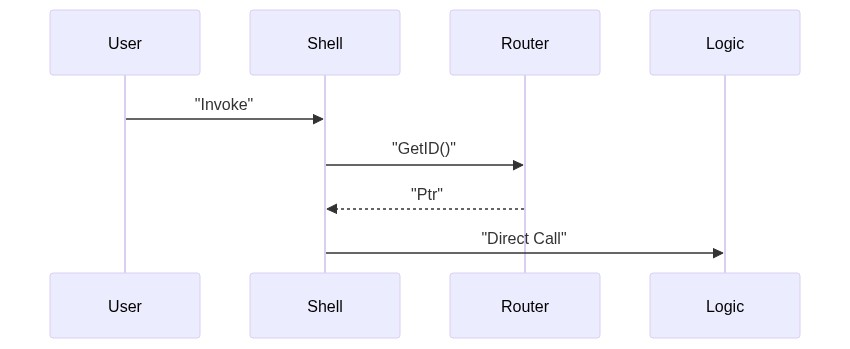 User Shell Router Logic
"Invoke"
"GetID()"
"Ptr"
"Direct Call"
User Shell Router Logic